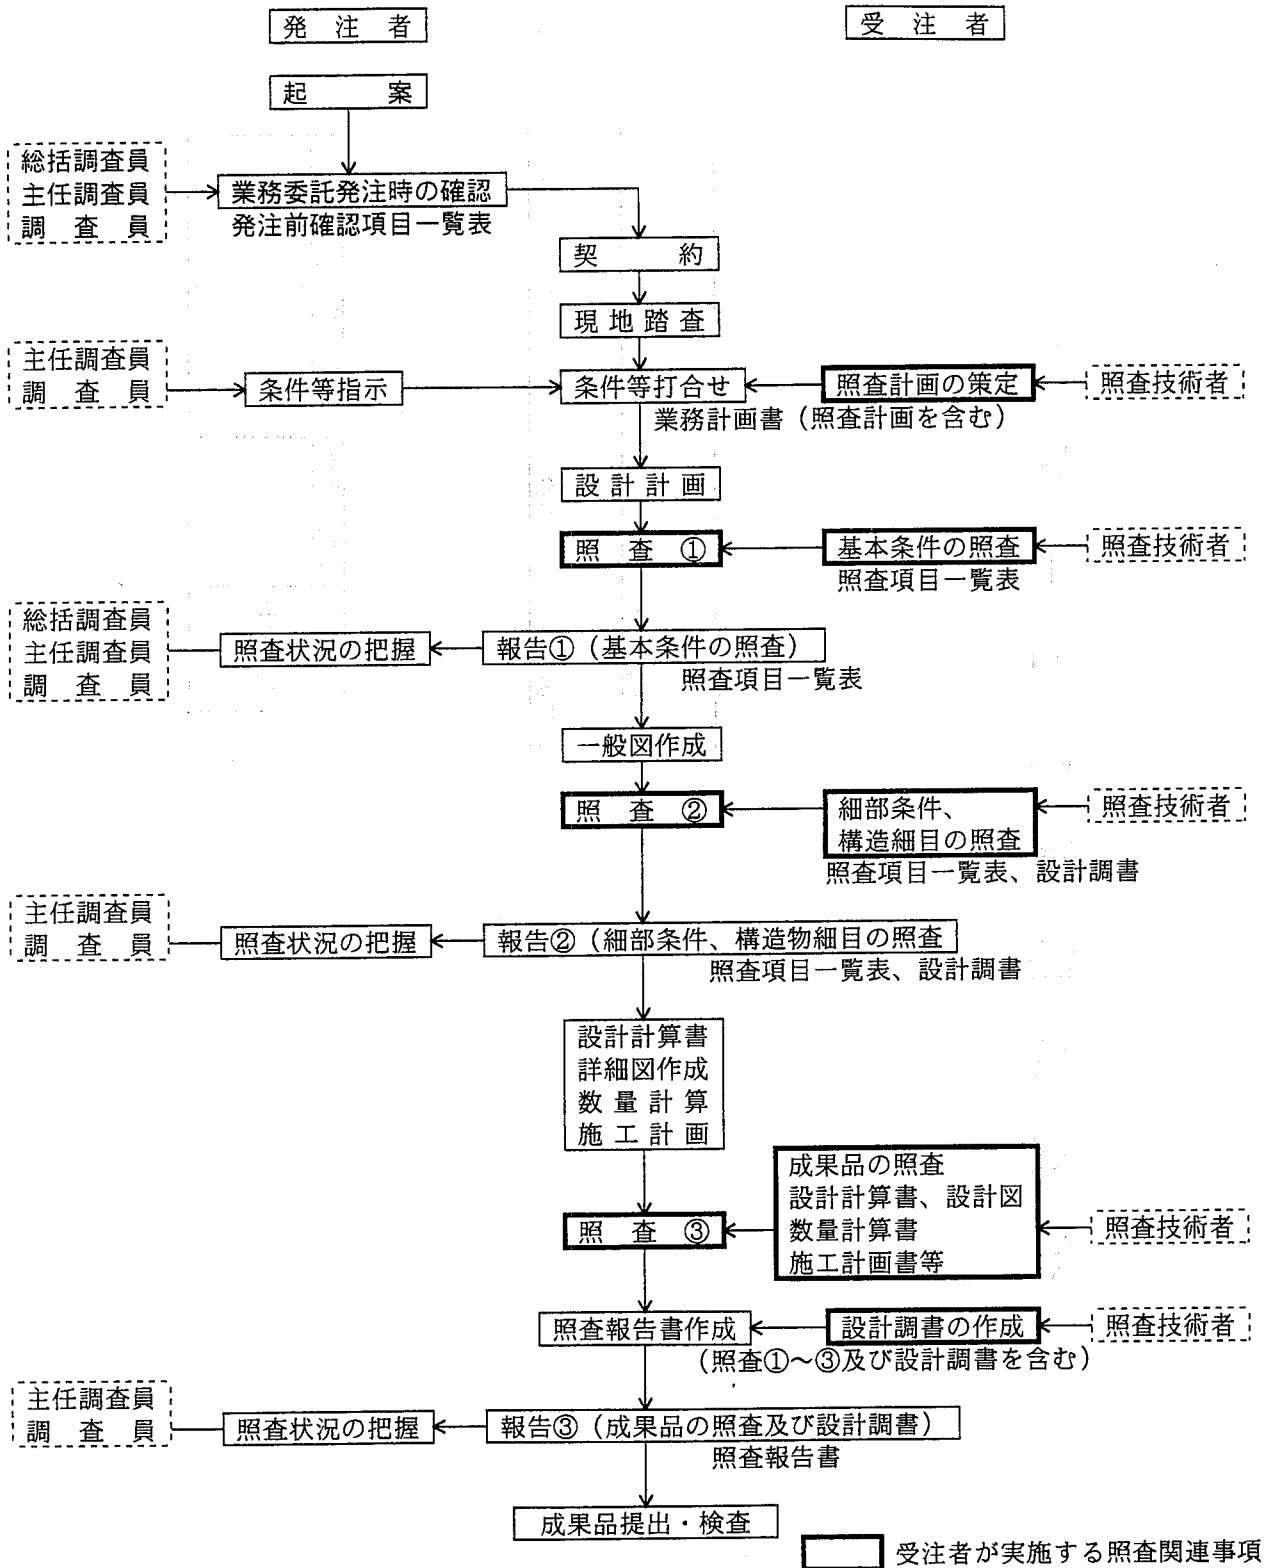 発注者
受注者
起案
総括調査員
主任調査員
調査員
業務委託発注時の確認
発注前確認項目一覧表
契約
現地踏査
主任調査員
調査員
条件等指示
条件等打合せ
照査計画の策定
照査技術者
業務計画書（照査計画を含む）
設計計画
照査①
基本条件の照査
照査技術者
照査項目一覧表
総括調査員
主任調査員
調査員
照査状況の把握
報告①（基本条件の照査）
照査項目一覧表
一般図作成
照査②
細部条件、
構造細目の照査
照査技術者
照査項目一覧表、設計調書
主任調査員
調査員
照査状況の把握
報告②（細部条件、構造物細目の照査
照査項目一覧表、設計調書
設計計算書
詳細図作成
数量計算
施工計画
照査③
成果品の照査
設計計算書、設計図
数量計算書
施工計画書等
照査技術者
照査報告書作成
設計調書の作成
照査技術者
（照査①～③及び設計調書を含む）
主任調査員
調査員
照査状況の把握
報告③（成果品の照査及び設計調書）
照査報告書
成果品提出・検査
受注者が実施する照査関連事項